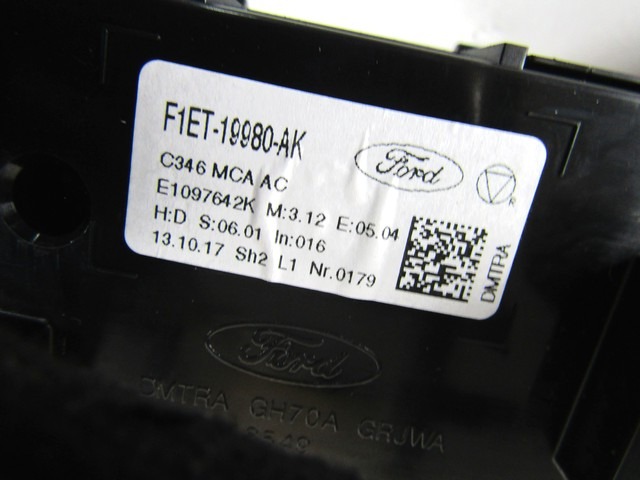 F1ET-19980-AK
Ford
C346 MCA AC
E1097642K M:3.12 E:05.04
H:D S:06.01 In:016
13.10.17 Sh2 L1 Nr.0179
DMTRA
Ford
DMTRA GH70A GRJWA